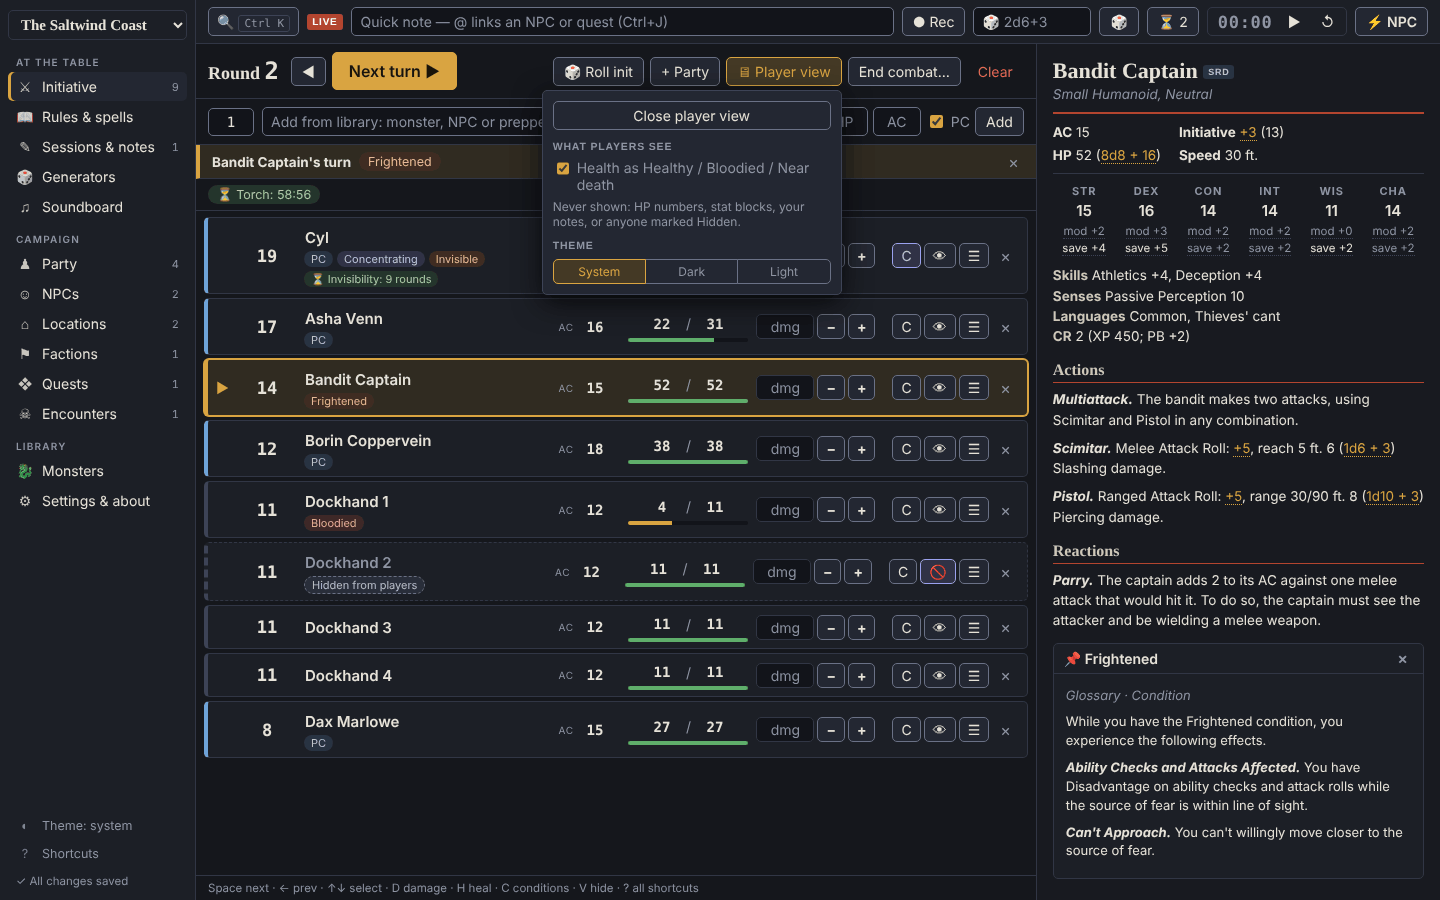 The Saltwind Coast
AT THE TABLE
Initiative 9
Rules & spells
Sessions & notes 1
Generators
Soundboard
CAMPAIGN
Party 4
NPCs 2
Locations 2
Factions 1
Quests 1
Encounters 1
LIBRARY
Monsters
Settings & about
Theme: system
? Shortcuts
✓ All changes saved
Ctrl K
LIVE
Quick note — @ links an NPC or quest (Ctrl+J)
Rec
2d6+3
2
00:00
NPC
Round 2
Next turn
Roll init
+ Party
Player view
End combat...
Clear
1
Add from library: monster, NPC or preppe
AC
PC
Add
Bandit Captain's turn Frightened ×
Torch: 58:56
Close player view
WHAT PLAYERS SEE
Health as Healthy / Bloodied / Near
death
Never shown: HP numbers, stat blocks, your
notes, or anyone marked Hidden.
THEME
System Dark Light
19 Cyl + C ×
PC Concentrating Invisible
Invisibility: 9 rounds
17 Asha Venn AC 16 22 / 31 dmg − + C ×
PC
14 Bandit Captain AC 15 52 / 52 dmg − + C ×
Frightened
12 Borin Coppervein AC 18 38 / 38 dmg − + C ×
PC
11 Dockhand 1 AC 12 4 / 11 dmg − + C ×
Bloodied
11 Dockhand 2 AC 12 11 / 11 dmg − + C ×
Hidden from players
11 Dockhand 3 AC 12 11 / 11 dmg − + C ×
11 Dockhand 4 AC 12 11 / 11 dmg − + C ×
8 Dax Marlowe AC 15 27 / 27 dmg − + C ×
PC
Space next · ← prev · ↑↓ select · D damage · H heal · C conditions · V hide · ? all shortcuts
Bandit Captain SRD
Small Humanoid, Neutral
AC 15 Initiative +3 (13)
HP 52 (8d8 + 16) Speed 30 ft.
STR DEX CON INT WIS CHA
15 16 14 14 11 14
mod +2 mod +3 mod +2 mod +2 mod +0 mod +2
save +4 save +5 save +2 save +2 save +2 save +2
Skills Athletics +4, Deception +4
Senses Passive Perception 10
Languages Common, Thieves' cant
CR 2 (XP 450; PB +2)
Actions
Multiattack. The bandit makes two attacks, using
Scimitar and Pistol in any combination.
Scimitar. Melee Attack Roll: +5, reach 5 ft. 6 (1d6 + 3)
Slashing damage.
Pistol. Ranged Attack Roll: +5, range 30/90 ft. 8 (1d10 + 3)
Piercing damage.
Reactions
Parry. The captain adds 2 to its AC against one melee
attack that would hit it. To do so, the captain must see the
attacker and be wielding a melee weapon.
Frightened ×
Glossary · Condition
While you have the Frightened condition, you
experience the following effects.
Ability Checks and Attacks Affected. You have
Disadvantage on ability checks and attack rolls while
the source of fear is within line of sight.
Can't Approach. You can't willingly move closer to the
source of fear.